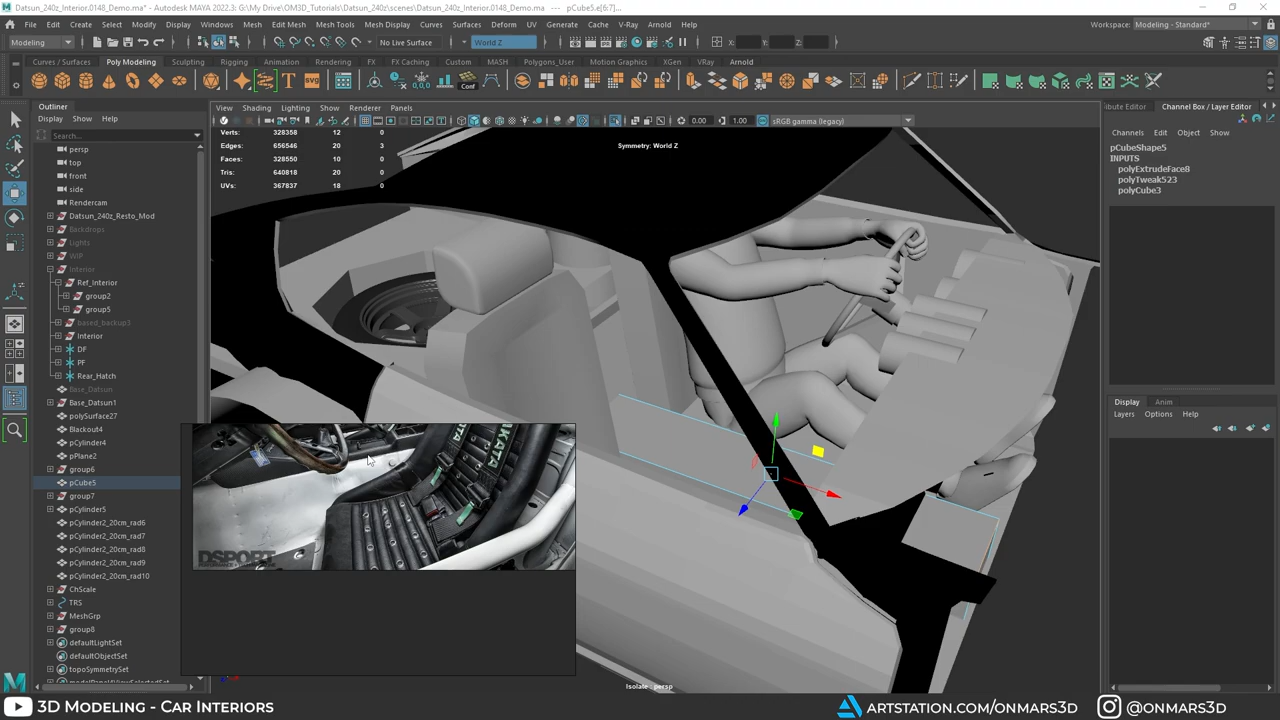 Datsun_240z_Interior.0148_Demo.ma* - Autodesk MAYA 2022.3: G:\My Drive\OM3D_Tutorials\Datsun_240z\scenes\Datsun_240z_Interior.0148_Demo.ma --- pCube5.e[6:7]...
File Edit Create Select Modify Display Windows Mesh Edit Mesh Mesh Tools Mesh Display Curves Surfaces Deform UV Generate Cache V-Ray Arnold Help
Workspace: Modeling - Standard*
Modeling No Live Surface World Z X: Y: Z:
Curves / Surfaces Poly Modeling Sculpting Rigging Animation Rendering FX FX Caching Custom MASH Polygons_User Motion Graphics XGen VRay Arnold
Conf
Outliner
Display Show Help
Search...
persp
top
front
side
Rendercam
Datsun_240z_Resto_Mod
Backdrops
Lights
WIP
Interior
Ref_Interior
group2
group5
based_backup3
Interior
DF
PF
Rear_Hatch
Base_Datsun
Base_Datsun1
polySurface27
Blackout4
pCylinder4
pPlane2
group6
pCube5
group7
pCylinder5
pCylinder2_20cm_rad6
pCylinder2_20cm_rad7
pCylinder2_20cm_rad8
pCylinder2_20cm_rad9
pCylinder2_20cm_rad10
ChScale
TRS
MeshGrp
group8
defaultLightSet
defaultObjectSet
topoSymmetrySet
View Shading Lighting Show Renderer Panels
0.00 1.00 sRGB gamma (legacy)
Verts: 328358 12 0
Edges: 656546 20 3
Faces: 328550 10 0
Tris: 640818 20 0
UVs: 367837 18 0
Symmetry: World Z
DSPORT
Isolate : persp
bute Editor Channel Box / Layer Editor
Channels Edit Object Show
pCubeShape5
INPUTS
polyExtrudeFace8
polyTweak523
polyCube3
Display Anim
Layers Options Help
3D MODELING - CAR INTERIORS
ARTSTATION.COM/ONMARS3D
@ONMARS3D